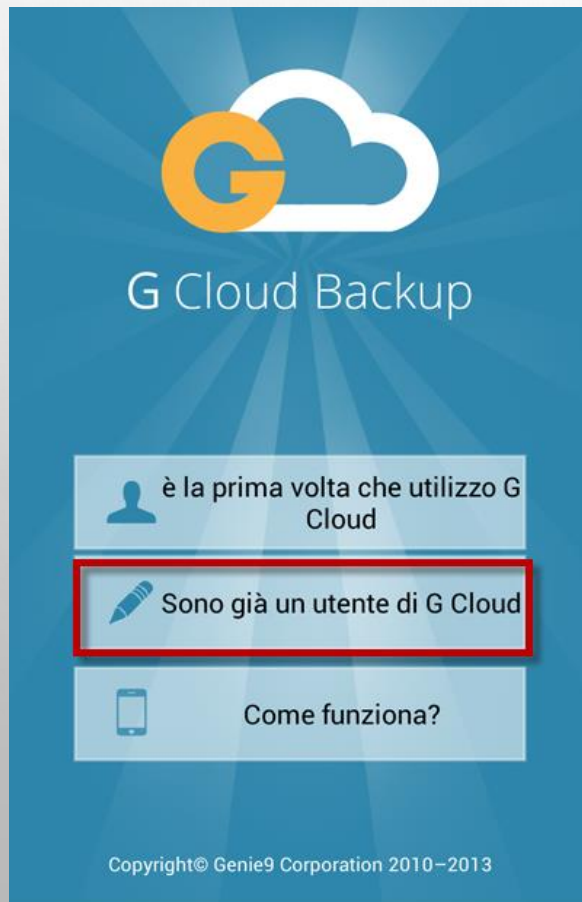 G
G Cloud Backup
è la prima volta che utilizzo G
Cloud
Sono già un utente di G Cloud
Come funziona?
Copyright© Genie9 Corporation 2010–2013